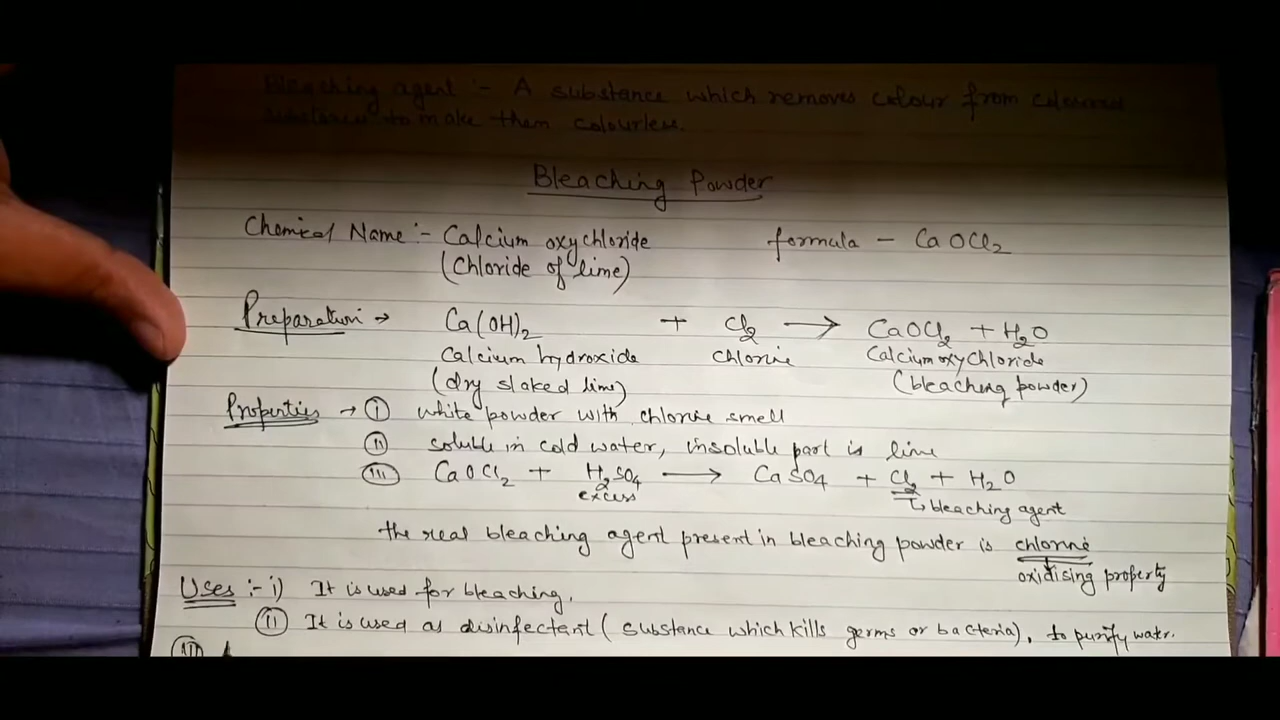 Bleaching agent :- A substance which removes colour from coloured
substance to make them colourless.
Bleaching Powder
Chemical Name :- Calcium oxychloride formula - CaOCl2
(Chloride of lime)
Preparation → Ca(OH)2 + Cl2 → CaOCl2 + H2O
Calcium hydroxide Chlorine Calcium oxychloride
(dry slaked lime) (bleaching powder)
Properties → (I) white powder with chlorine smell
(II) soluble in cold water, insoluble part is lime
(III) CaOCl2 + H2SO4 → CaSO4 + Cl2 + H2O
excess ↳ bleaching agent
the real bleaching agent present in bleaching powder is chlorine
oxidising property
Uses :- i) It is used for bleaching.
(II) It is used as disinfectant (substance which kills germs or bacteria), to purify water.
(III)